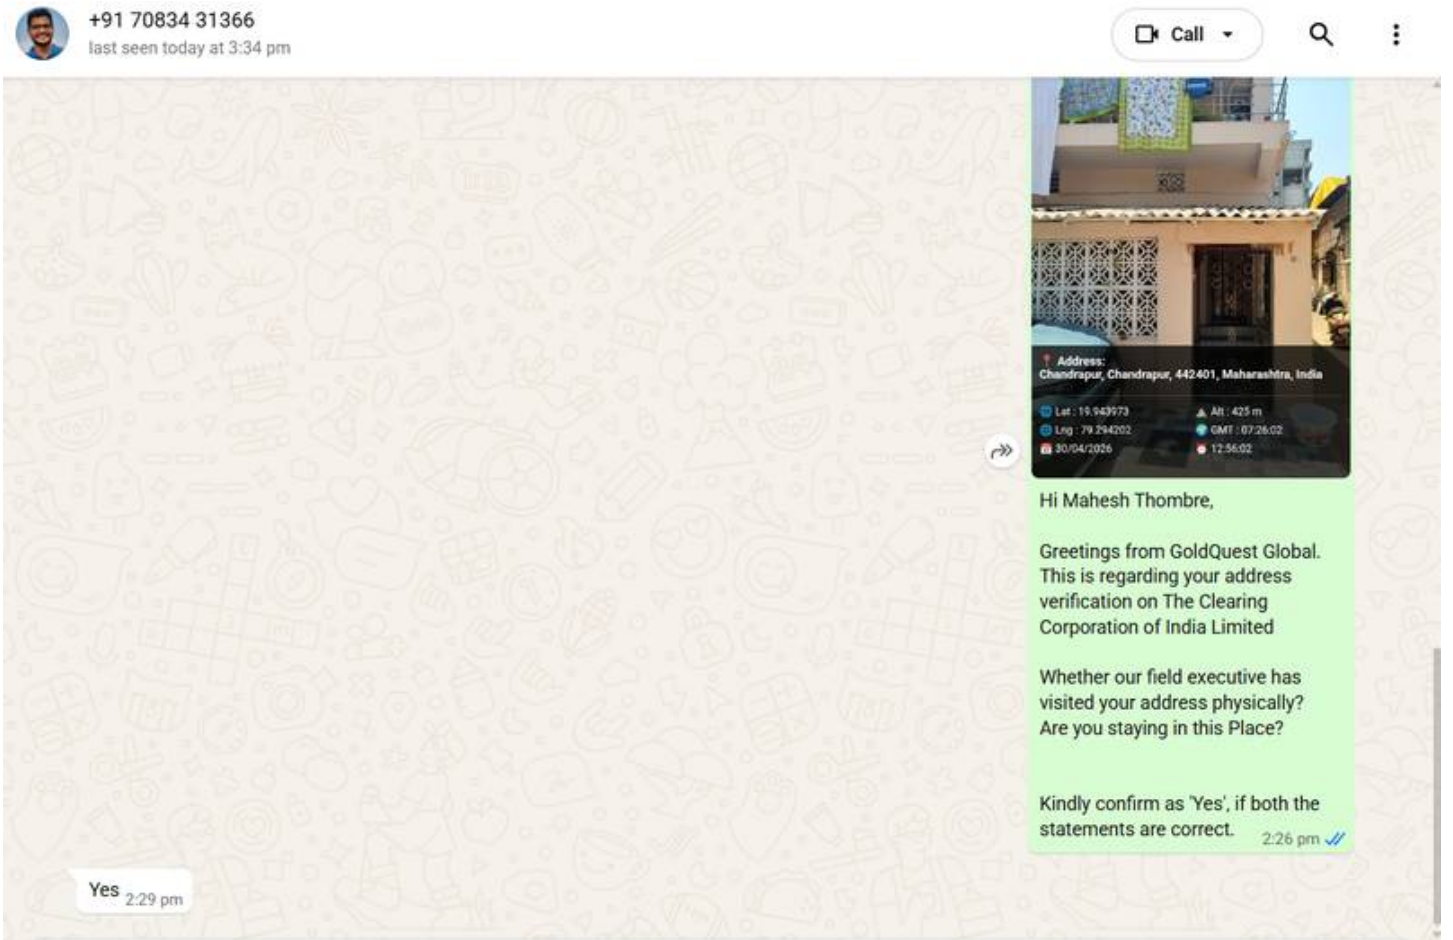 +91 70834 31366
last seen today at 3:34 pm
Call
Address:
Chandrapur, Chandrapur, 442401, Maharashtra, India
Lat : 19.943973
Alt : 425 m
Lng : 79.294202
GMT : 07:26:02
30/04/2026
12:56:02
Hi Mahesh Thombre,
Greetings from GoldQuest Global.
This is regarding your address
verification on The Clearing
Corporation of India Limited
Whether our field executive has
visited your address physically?
Are you staying in this Place?
Kindly confirm as 'Yes', if both the
statements are correct.
2:26 pm
Yes
2:29 pm